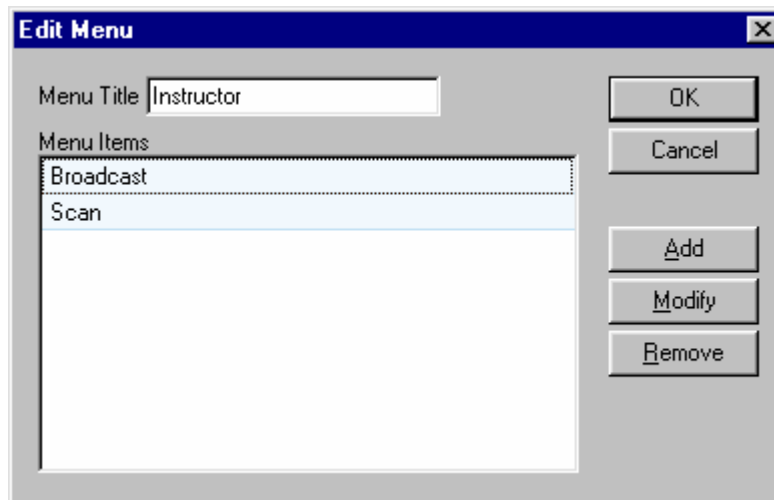 Edit Menu
Menu Title Instructor
OK
Menu Items
Cancel
Broadcast
Scan
Add
Modify
Remove